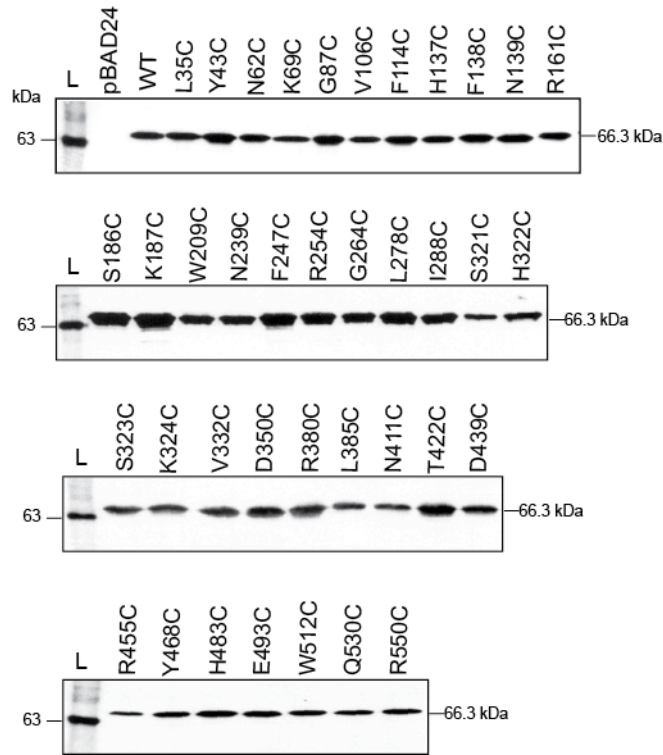 kDa
L pBAD24 WT L35C Y43C N62C K69C G87C V106C F114C H137C F138C N139C R161C
63 66.3 kDa
L S186C K187C W209C N239C F247C R254C G264C L278C I288C S321C H322C
63 66.3 kDa
L S323C K324C V332C D350C R380C L385C N411C T422C D439C
63 66.3 kDa
L R455C Y468C H483C E493C W512C Q530C R550C
63 66.3 kDa